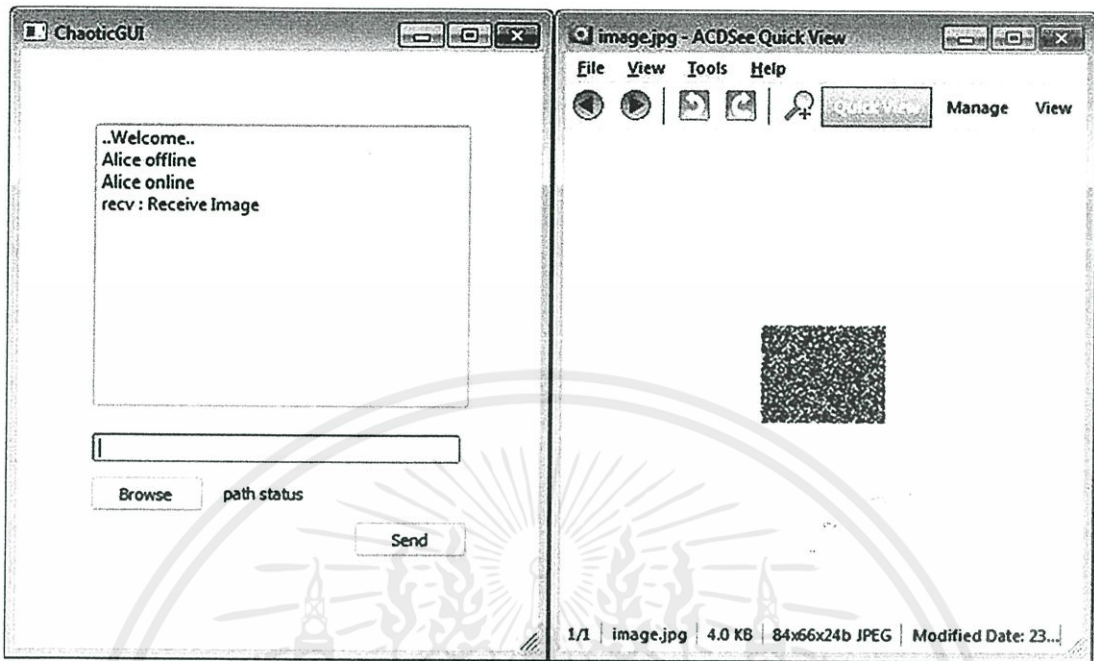 ChaoticGUI
..Welcome..
Alice offline
Alice online
recv : Receive Image
Browse
path status
Send
image.jpg - ACDSee Quick View
File View Tools Help
Quick View Manage View
1/1 image.jpg 4.0 KB 84x66x24b JPEG Modified Date: 23...